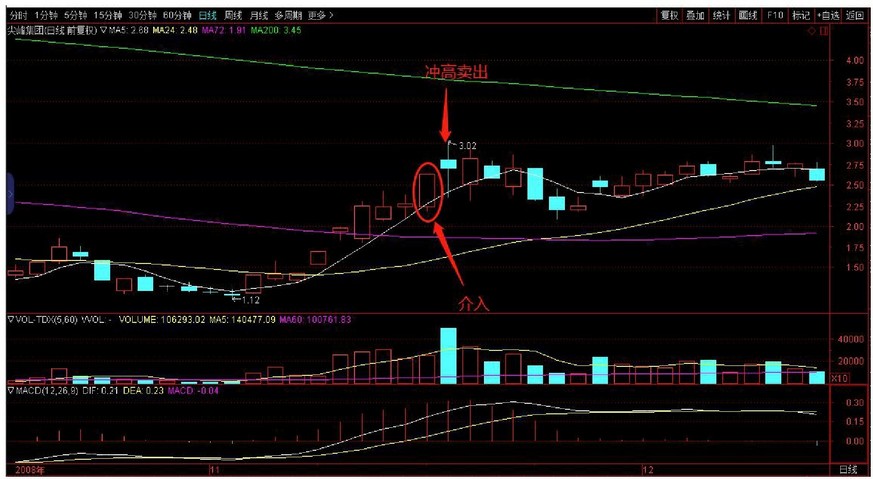 分时 1分钟 5分钟 15分钟 30分钟 60分钟 日线 周线 月线 多周期 更多 > 复权 叠加 统计 画线 F10 标记 +自选 返回
尖峰集团(日线 前复权) ▽MA5: 2.68 MA24: 2.48 MA72: 1.91 MA200: 3.45
4.00
冲高卖出
3.75
3.50
3.25
3.02
3.00
2.75
2.50
2.25
2.00
1.75
1.50
1.12
介入
▽VOL-TDX(5,60) VVOL: - VOLUME: 106293.02 MA5: 140477.09 MA60: 100761.83
40000
20000
X10
▽MACD(12,26,9) DIF: 0.21 DEA: 0.23 MACD: -0.04
0.30
0.15
0.00
2008年 11 12 日线